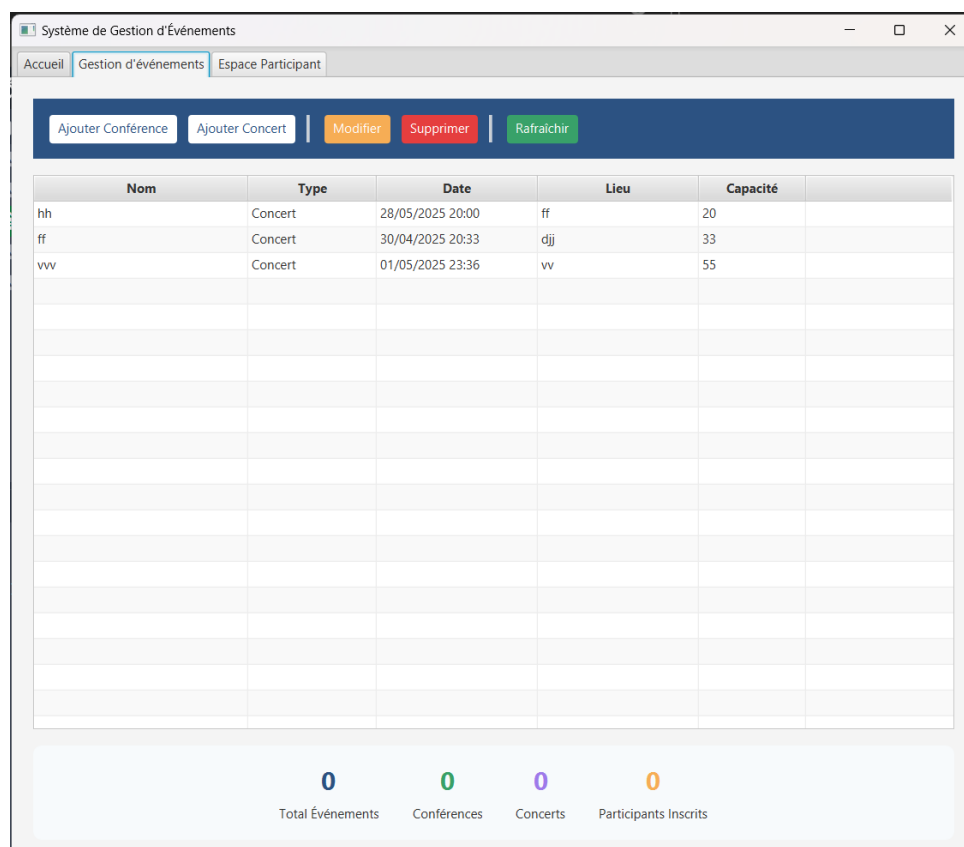 Système de Gestion d'Événements
Accueil Gestion d'événements Espace Participant
Ajouter Conférence Ajouter Concert Modifier Supprimer Rafraîchir
Nom Type Date Lieu Capacité
hh Concert 28/05/2025 20:00 ff 20
ff Concert 30/04/2025 20:33 djj 33
vvv Concert 01/05/2025 23:36 vv 55
0 0 0 0
Total Événements Conférences Concerts Participants Inscrits